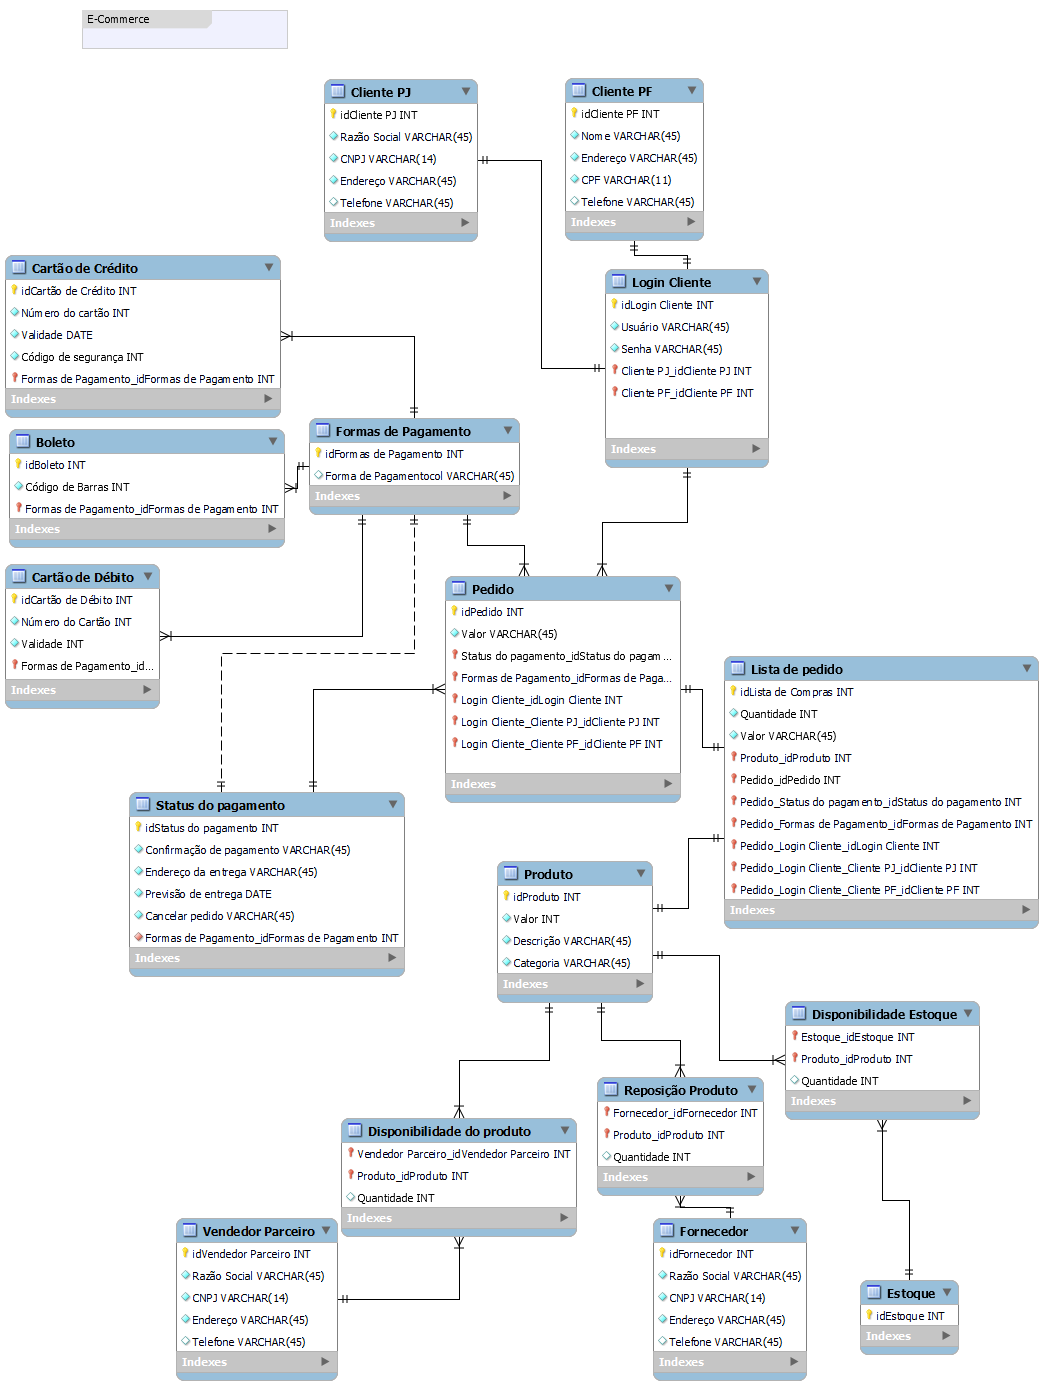 E-Commerce
Cliente PJ
idCliente PJ INT
Razão Social VARCHAR(45)
CNPJ VARCHAR(14)
Endereço VARCHAR(45)
Telefone VARCHAR(45)
Indexes
Cliente PF
idCliente PF INT
Nome VARCHAR(45)
Endereço VARCHAR(45)
CPF VARCHAR(11)
Telefone VARCHAR(45)
Indexes
Cartão de Crédito
idCartão de Crédito INT
Número do cartão INT
Validade DATE
Código de segurança INT
Formas de Pagamento_idFormas de Pagamento INT
Indexes
Login Cliente
idLogin Cliente INT
Usuário VARCHAR(45)
Senha VARCHAR(45)
Cliente PJ_idCliente PJ INT
Cliente PF_idCliente PF INT
Indexes
Boleto
idBoleto INT
Código de Barras INT
Formas de Pagamento_idFormas de Pagamento INT
Indexes
Formas de Pagamento
idFormas de Pagamento INT
Forma de Pagamentocol VARCHAR(45)
Indexes
Cartão de Débito
idCartão de Débito INT
Número do Cartão INT
Validade INT
Formas de Pagamento_id...
Indexes
Pedido
idPedido INT
Valor VARCHAR(45)
Status do pagamento_idStatus do pagam...
Formas de Pagamento_idFormas de Paga...
Login Cliente_idLogin Cliente INT
Login Cliente_Cliente PJ_idCliente PJ INT
Login Cliente_Cliente PF_idCliente PF INT
Indexes
Lista de pedido
idLista de Compras INT
Quantidade INT
Valor VARCHAR(45)
Produto_idProduto INT
Pedido_idPedido INT
Pedido_Status do pagamento_idStatus do pagamento INT
Pedido_Formas de Pagamento_idFormas de Pagamento INT
Pedido_Login Cliente_idLogin Cliente INT
Pedido_Login Cliente_Cliente PJ_idCliente PJ INT
Pedido_Login Cliente_Cliente PF_idCliente PF INT
Indexes
Status do pagamento
idStatus do pagamento INT
Confirmação de pagamento VARCHAR(45)
Endereço da entrega VARCHAR(45)
Previsão de entrega DATE
Cancelar pedido VARCHAR(45)
Formas de Pagamento_idFormas de Pagamento INT
Indexes
Produto
idProduto INT
Valor INT
Descrição VARCHAR(45)
Categoria VARCHAR(45)
Indexes
Disponibilidade Estoque
Estoque_idEstoque INT
Produto_idProduto INT
Quantidade INT
Indexes
Reposição Produto
Fornecedor_idFornecedor INT
Produto_idProduto INT
Quantidade INT
Indexes
Disponibilidade do produto
Vendedor Parceiro_idVendedor Parceiro INT
Produto_idProduto INT
Quantidade INT
Indexes
Vendedor Parceiro
idVendedor Parceiro INT
Razão Social VARCHAR(45)
CNPJ VARCHAR(14)
Endereço VARCHAR(45)
Telefone VARCHAR(45)
Indexes
Fornecedor
idFornecedor INT
Razão Social VARCHAR(45)
CNPJ VARCHAR(14)
Endereço VARCHAR(45)
Telefone VARCHAR(45)
Indexes
Estoque
idEstoque INT
Indexes